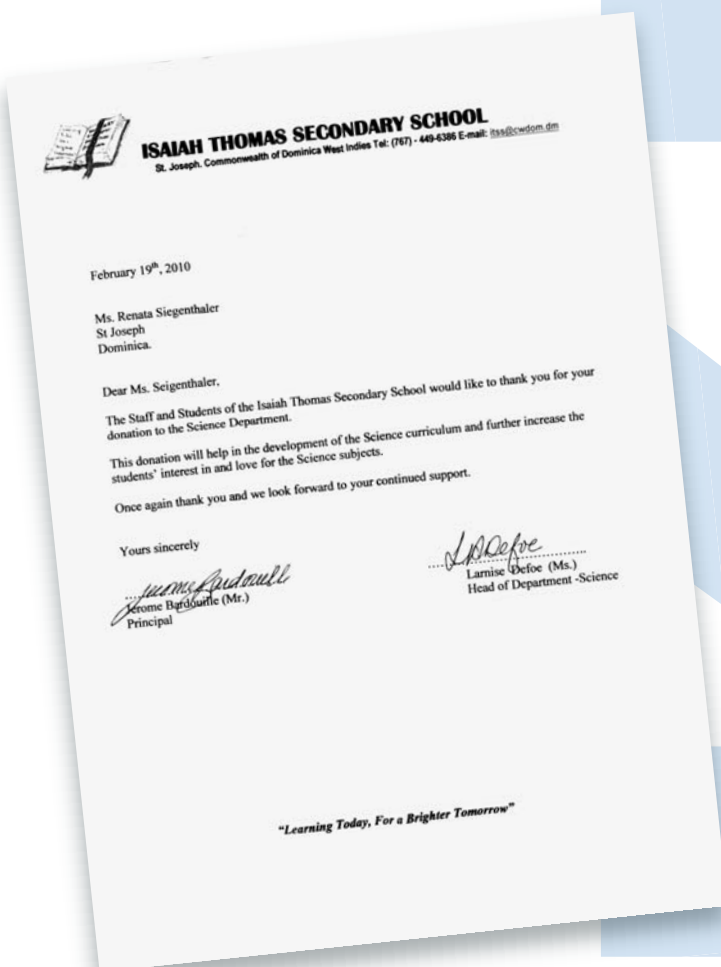 ISAIAH THOMAS SECONDARY SCHOOL
St. Joseph. Commonwealth of Dominica West Indies Tel: (767) - 449-6386 E-mail: itss@cwdom.dm
February 19th, 2010
Ms. Renata Siegenthaler
St Joseph
Dominica.
Dear Ms. Seigenthaler,
The Staff and Students of the Isaiah Thomas Secondary School would like to thank you for your
donation to the Science Department.
This donation will help in the development of the Science curriculum and further increase the
students' interest in and love for the Science subjects.
Once again thank you and we look forward to your continued support.
Yours sincerely
Jerome Bardouille (Mr.)
Principal
Larnise Defoe (Ms.)
Head of Department -Science
"Learning Today, For a Brighter Tomorrow"